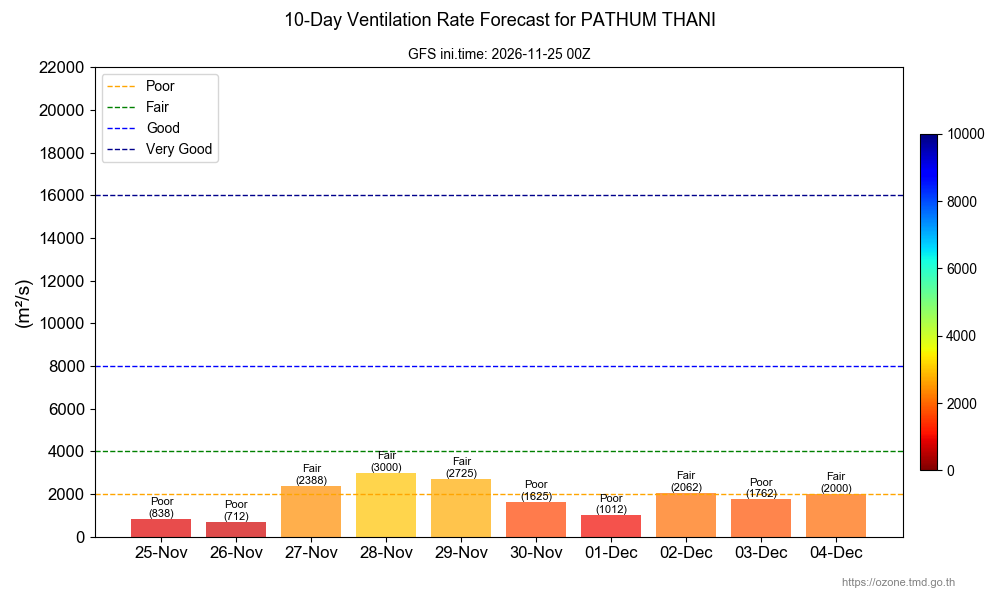 10-Day Ventilation Rate Forecast for PATHUM THANI
GFS ini.time: 2026-11-25 00Z
(m²/s)
22000
20000
18000
16000
14000
12000
10000
8000
6000
4000
2000
0
Poor
Fair
Good
Very Good
Poor
(838)
Poor
(712)
Fair
(2388)
Fair
(3000)
Fair
(2725)
Poor
(1625)
Poor
(1012)
Fair
(2062)
Poor
(1762)
Fair
(2000)
25-Nov 26-Nov 27-Nov 28-Nov 29-Nov 30-Nov 01-Dec 02-Dec 03-Dec 04-Dec
10000
8000
6000
4000
2000
0
https://ozone.tmd.go.th